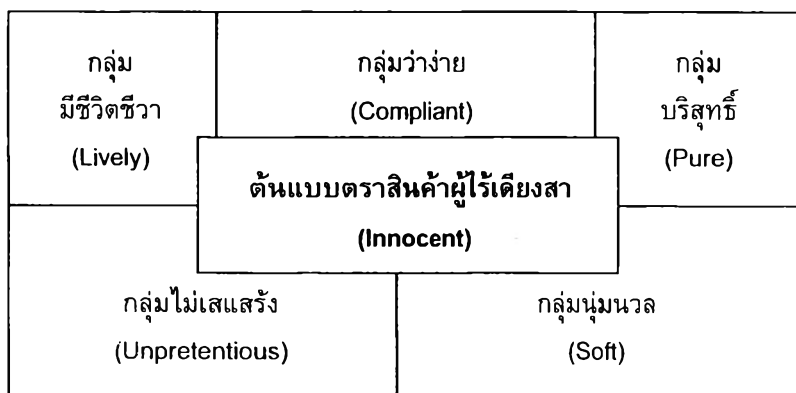 กลุ่ม
มีชีวิตชีวา
(Lively)
กลุ่มว่าง่าย
(Compliant)
กลุ่ม
บริสุทธิ์
(Pure)
ต้นแบบตราสินค้าผู้ไร้เดียงสา
(Innocent)
กลุ่มไม่เสแสร้ง
(Unpretentious)
กลุ่มนุ่มนวล
(Soft)